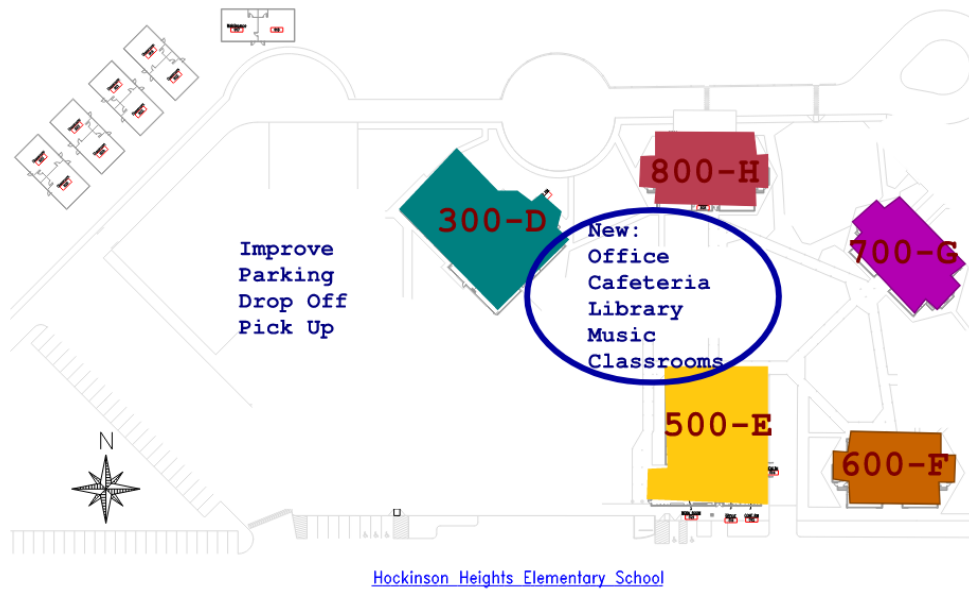 800-H
300-D
New:
Office
Cafeteria
Library
Music
Classrooms
700-G
Improve
Parking
Drop Off
Pick Up
500-E
600-F
N
Hockinson Heights Elementary School